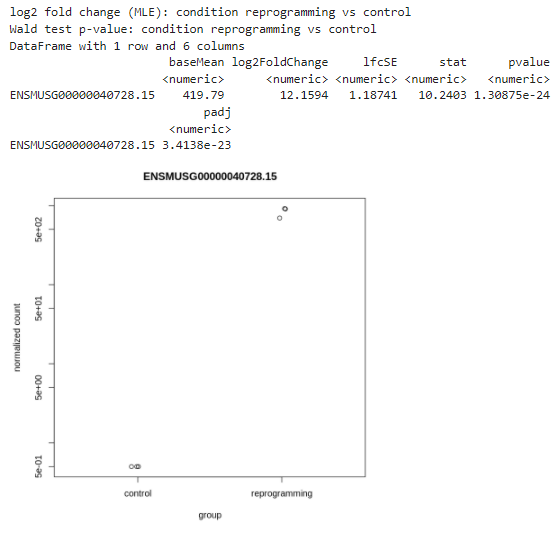 log2 fold change (MLE): condition reprogramming vs control
Wald test p-value: condition reprogramming vs control
DataFrame with 1 row and 6 columns
baseMean log2FoldChange lfcSE stat pvalue
<numeric> <numeric> <numeric> <numeric> <numeric>
ENSMUSG00000040728.15 419.79 12.1594 1.18741 10.2403 1.30875e-24
padj
<numeric>
ENSMUSG00000040728.15 3.4138e-23
ENSMUSG00000040728.15
normalized count
5e+02
5e+01
5e+00
5e-01
control reprogramming
group